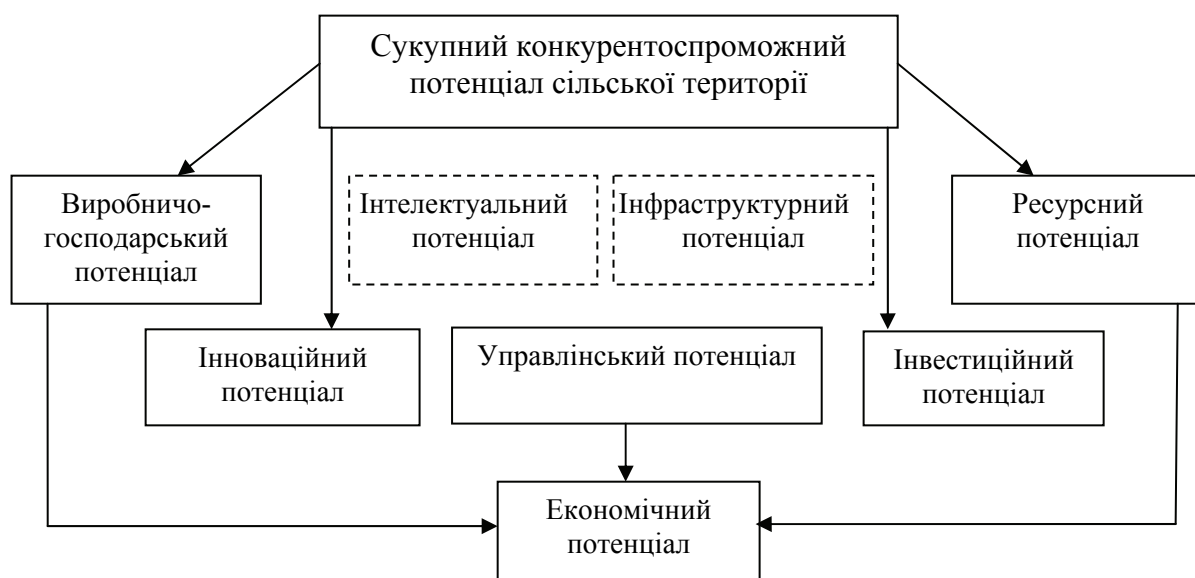 Сукупний конкурентоспроможний
потенціал сільської території
Виробничо-
господарський
потенціал
Інтелектуальний
потенціал
Інфраструктурний
потенціал
Ресурсний
потенціал
Інноваційний
потенціал
Управлінський потенціал
Інвестиційний
потенціал
Економічний
потенціал